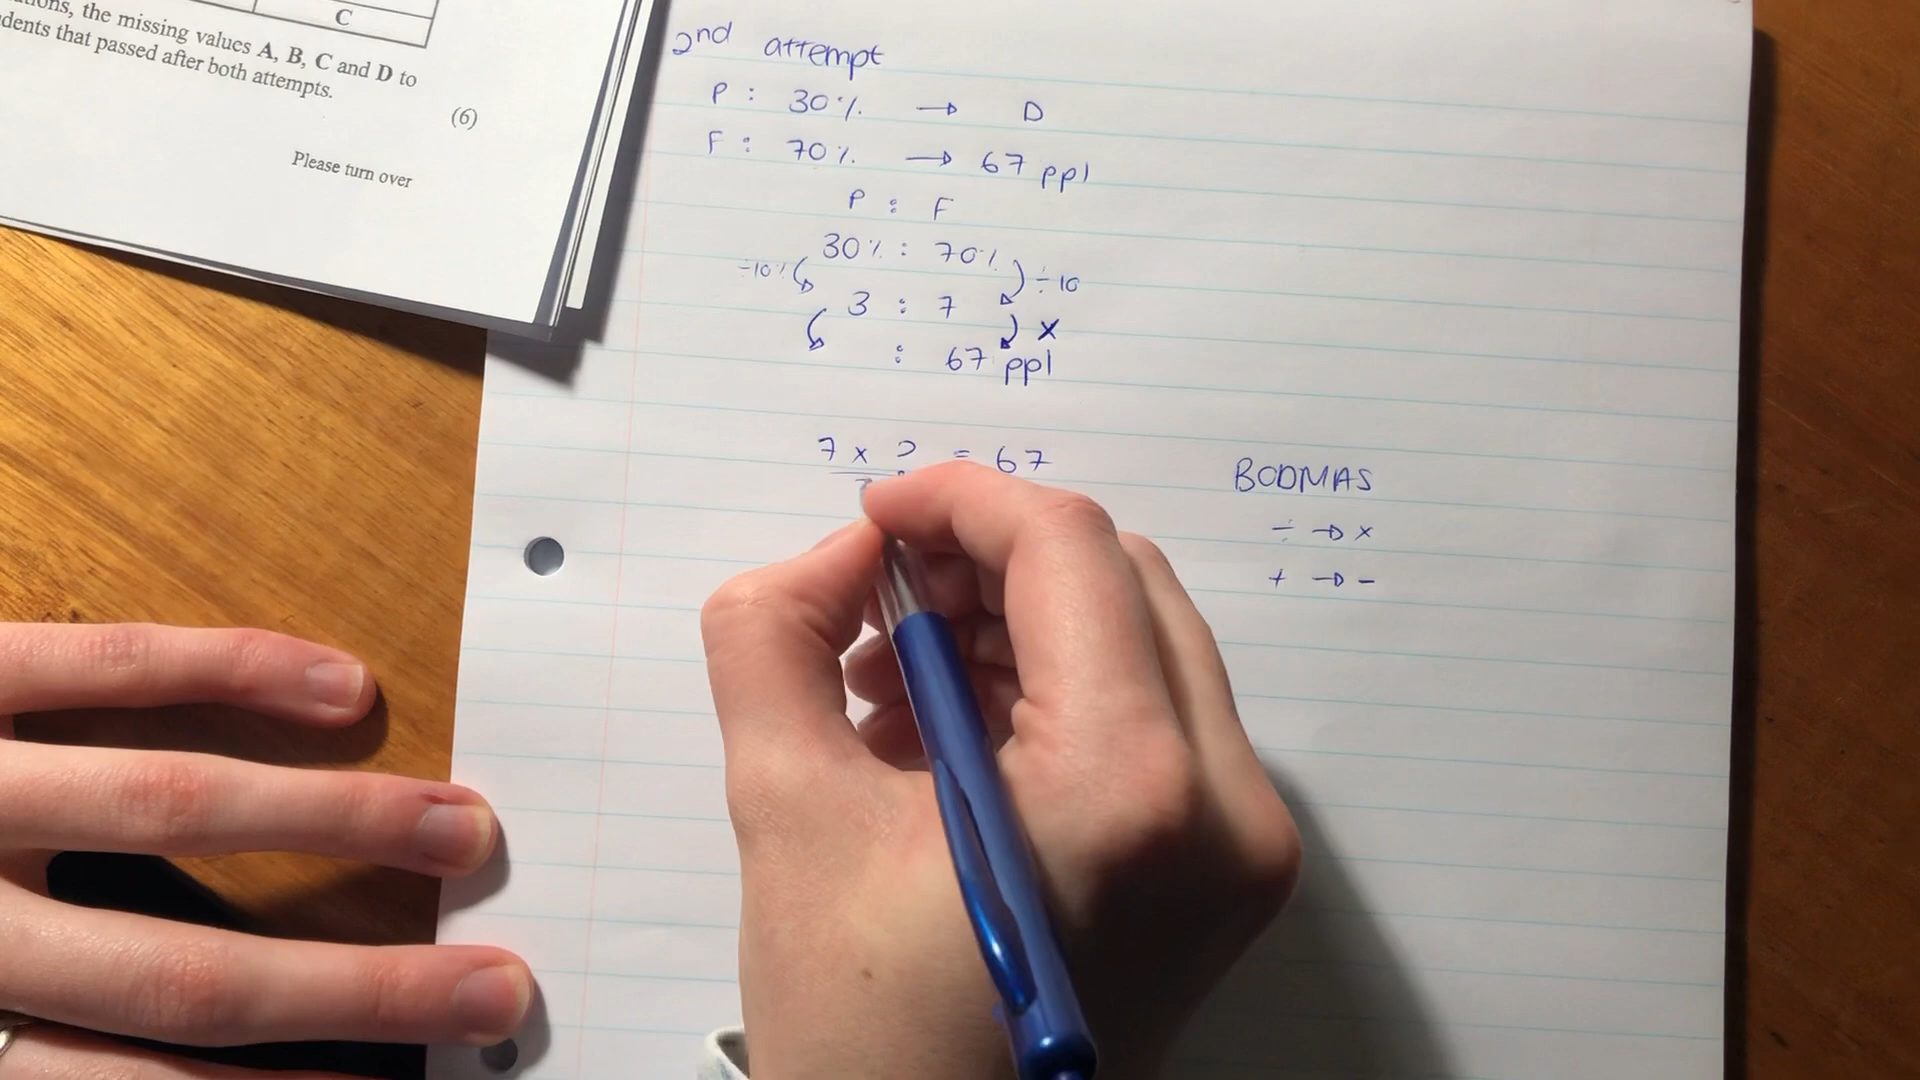 C
the missing values A, B, C and D to
dents that passed after both attempts.
(6)
Please turn over
2nd attempt
P : 30% → D
F : 70% → 67 ppl
P : F
30% : 70%
÷10% ÷10
3 : 7
x
: 67 ppl
7 x ? = 67
BODMAS
÷ → x
+ → -